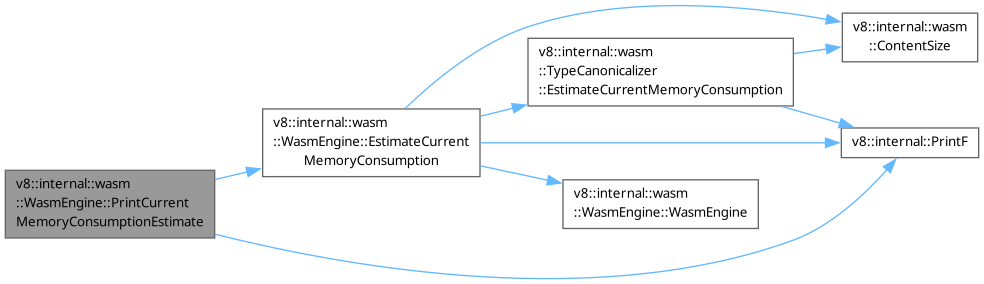 v8::internal::wasm
::WasmEngine::PrintCurrent
MemoryConsumptionEstimate
v8::internal::wasm
::WasmEngine::EstimateCurrent
MemoryConsumption
v8::internal::wasm
::TypeCanonicalizer
::EstimateCurrentMemoryConsumption
v8::internal::wasm
::WasmEngine::WasmEngine
v8::internal::wasm
::ContentSize
v8::internal::PrintF